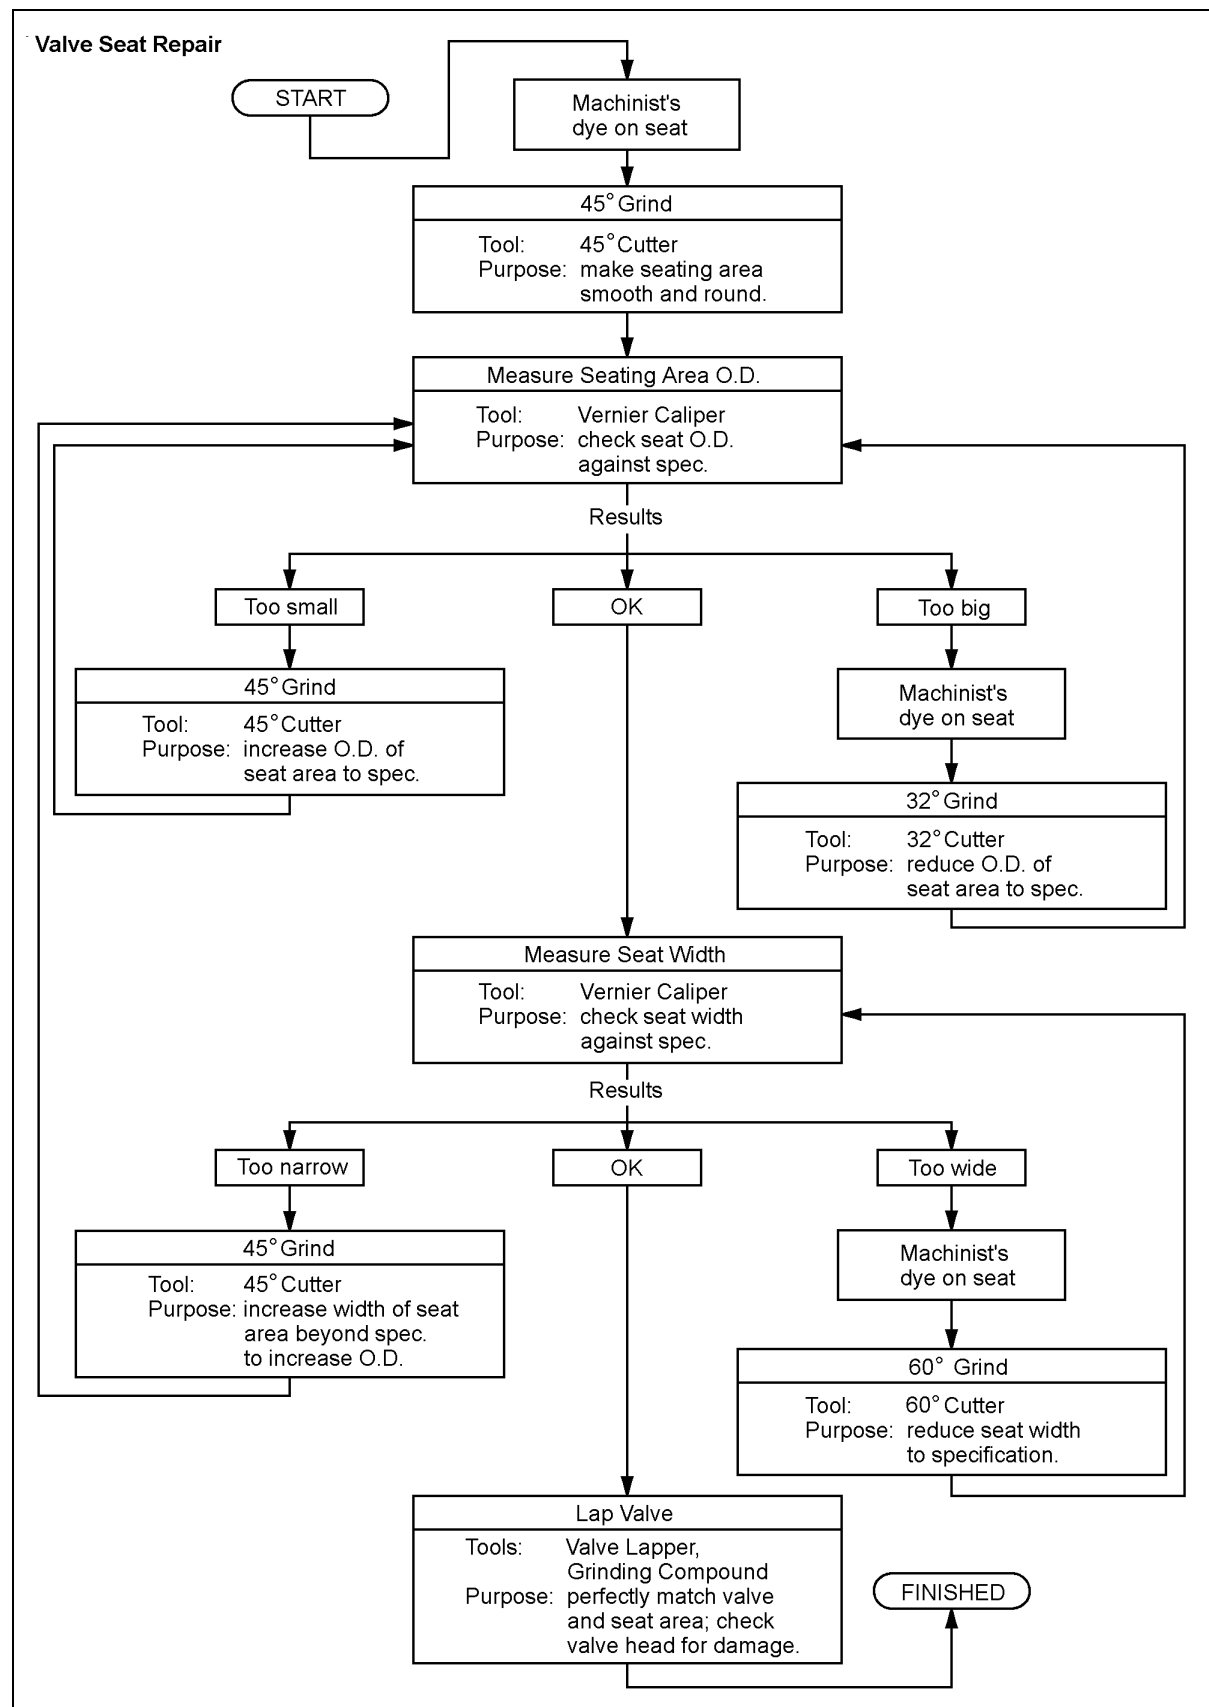 Valve Seat Repair
START
Machinist's
dye on seat
45° Grind
Tool: 45° Cutter
Purpose: make seating area
smooth and round.
Measure Seating Area O.D.
Tool: Vernier Caliper
Purpose: check seat O.D.
against spec.
Results
Too small
OK
Too big
45° Grind
Tool: 45° Cutter
Purpose: increase O.D. of
seat area to spec.
Machinist's
dye on seat
32° Grind
Tool: 32° Cutter
Purpose: reduce O.D. of
seat area to spec.
Measure Seat Width
Tool: Vernier Caliper
Purpose: check seat width
against spec.
Results
Too narrow
OK
Too wide
45° Grind
Tool: 45° Cutter
Purpose: increase width of seat
area beyond spec.
to increase O.D.
Machinist's
dye on seat
60° Grind
Tool: 60° Cutter
Purpose: reduce seat width
to specification.
Lap Valve
Tools: Valve Lapper,
Grinding Compound
Purpose: perfectly match valve
and seat area; check
valve head for damage.
FINISHED